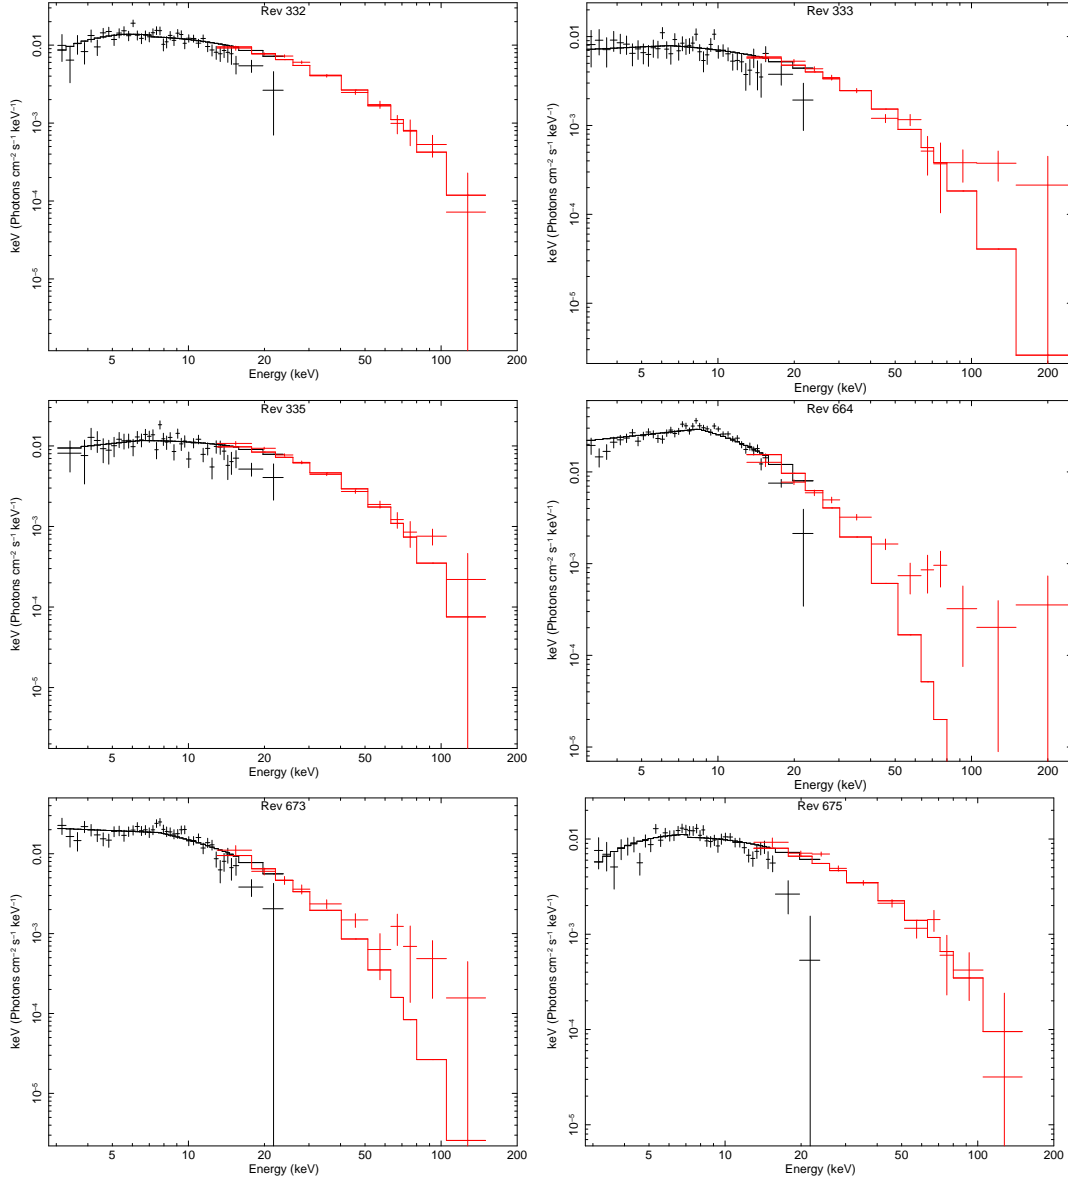 Rev 332
keV (Photons cm⁻² s⁻¹ keV⁻¹)
0.01
10⁻³
10⁻⁴
10⁻⁵
5 10 20 50 100 200
Energy (keV)
Rev 333
keV (Photons cm⁻² s⁻¹ keV⁻¹)
0.01
10⁻³
10⁻⁴
10⁻⁵
5 10 20 50 100 200
Energy (keV)
Rev 335
keV (Photons cm⁻² s⁻¹ keV⁻¹)
0.01
10⁻³
10⁻⁴
10⁻⁵
5 10 20 50 100 200
Energy (keV)
Rev 664
keV (Photons cm⁻² s⁻¹ keV⁻¹)
0.01
10⁻³
10⁻⁴
10⁻⁵
5 10 20 50 100 200
Energy (keV)
Rev 673
keV (Photons cm⁻² s⁻¹ keV⁻¹)
0.01
10⁻³
10⁻⁴
10⁻⁵
5 10 20 50 100 200
Energy (keV)
Rev 675
keV (Photons cm⁻² s⁻¹ keV⁻¹)
0.01
10⁻³
10⁻⁴
10⁻⁵
5 10 20 50 100 200
Energy (keV)